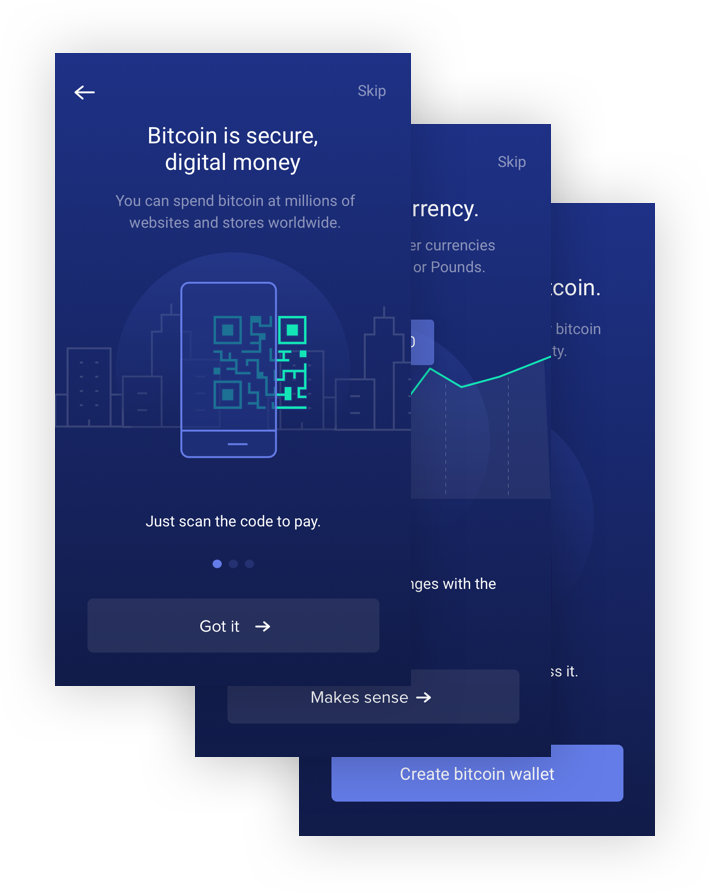 Skip
Bitcoin is secure,
digital money
You can spend bitcoin at millions of
websites and stores worldwide.
Just scan the code to pay.
Got it
Skip
rrency.
er currencies
or Pounds.
0
nges with the
Makes sense
tcoin.
bitcoin
ty.
ss it.
Create bitcoin wallet